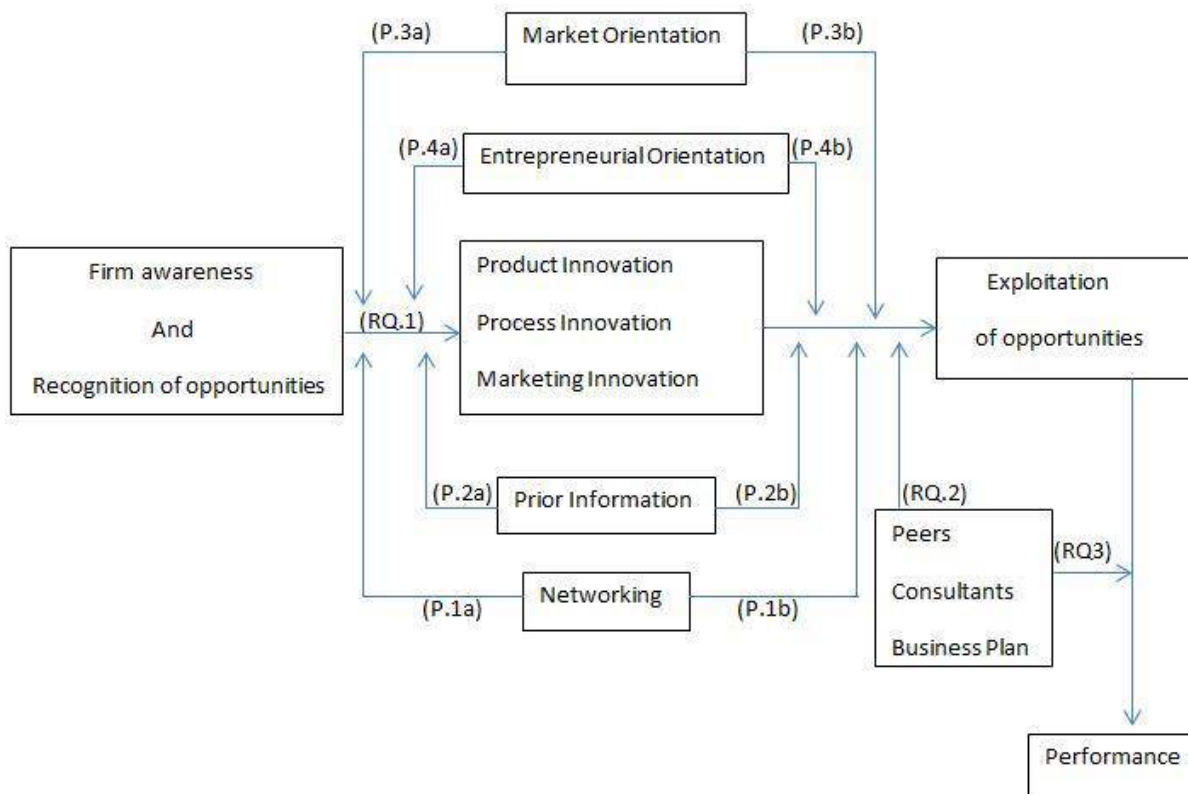 (P.3a)
Market Orientation
(P.3b)
(P.4a)
Entrepreneurial Orientation
(P.4b)
Firm awareness
And
Recognition of opportunities
(RQ.1)
Product Innovation
Process Innovation
Marketing Innovation
Exploitation
of opportunities
(P.2a)
Prior Information
(P.2b)
(RQ.2)
Peers
Consultants
Business Plan
(RQ3)
(P.1a)
Networking
(P.1b)
Performance